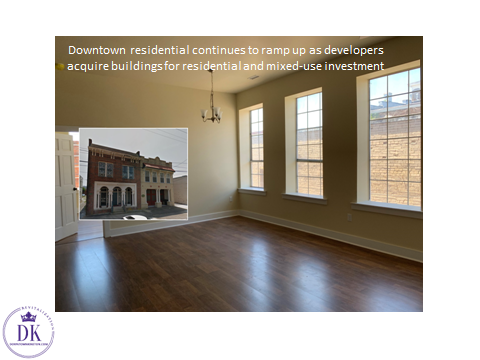 Downtown residential continues to ramp up as developers
acquire buildings for residential and mixed-use investment
DK